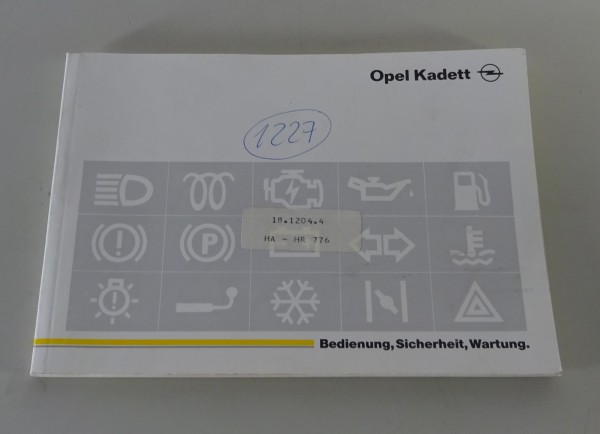 Opel Kadett
1227
18.1204.4
HA - HR 776
Bedienung, Sicherheit, Wartung.